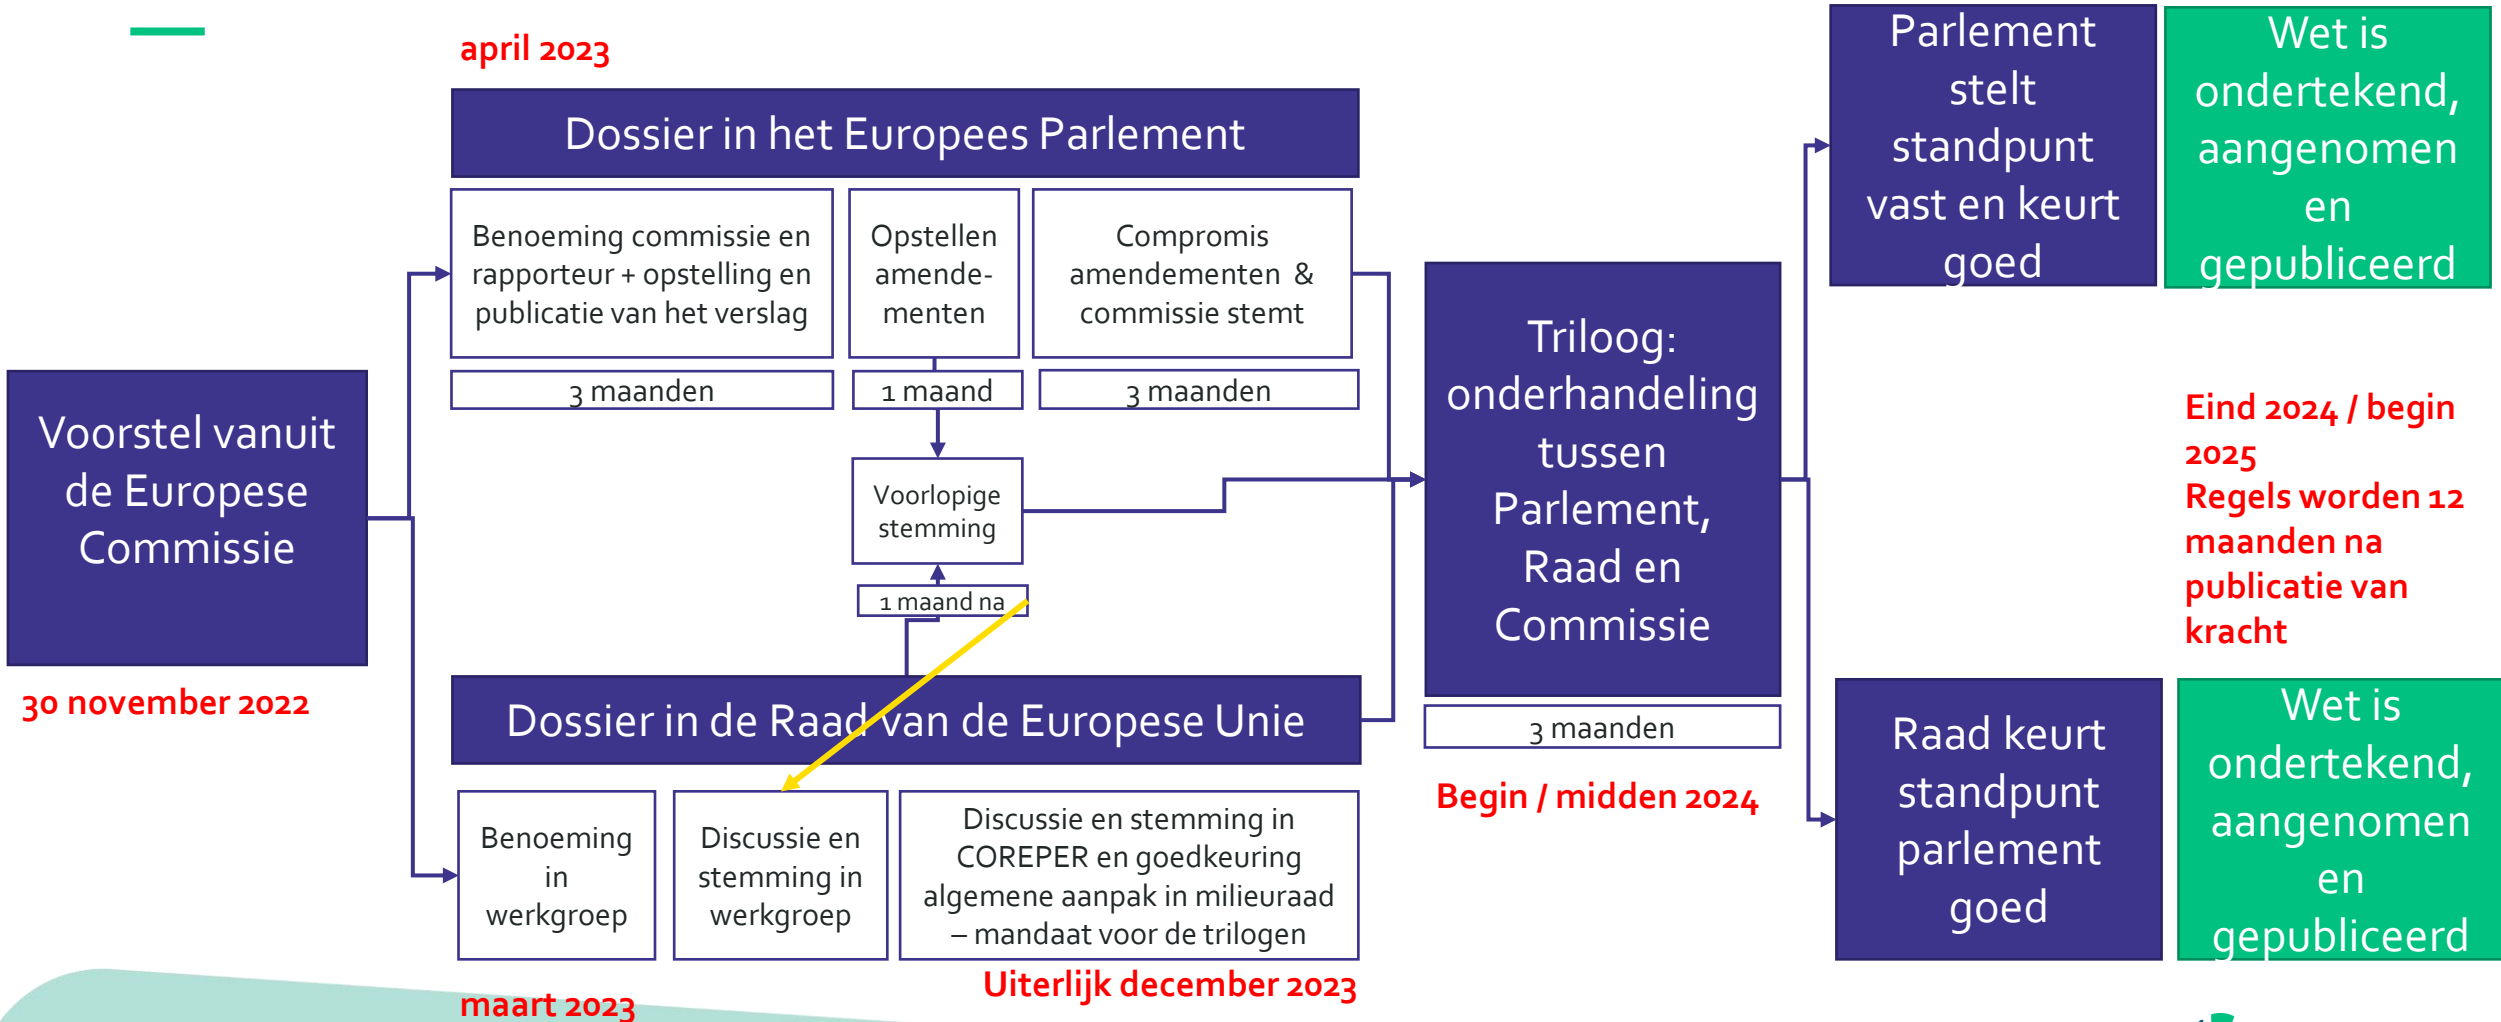 april 2023
Dossier in het Europees Parlement
Benoeming commissie en
rapporteur + opstelling en
publicatie van het verslag
Opstellen
amende-
menten
Compromis
amendementen &
commissie stemt
3 maanden
1 maand
3 maanden
Voorstel vanuit
de Europese
Commissie
30 november 2022
Voorlopige
stemming
1 maand na
Dossier in de Raad van de Europese Unie
Benoeming
in
werkgroep
Discussie en
stemming in
werkgroep
Discussie en stemming in
COREPER en goedkeuring
algemene aanpak in milieuraad
– mandaat voor de trilogen
maart 2023
Uiterlijk december 2023
Triloog:
onderhandeling
tussen
Parlement,
Raad en
Commissie
3 maanden
Begin / midden 2024
Parlement
stelt
standpunt
vast en keurt
goed
Wet is
ondertekend,
aangenomen
en
gepubliceerd
Eind 2024 / begin
2025
Regels worden 12
maanden na
publicatie van
kracht
Raad keurt
standpunt
parlement
goed
Wet is
ondertekend,
aangenomen
en
gepubliceerd